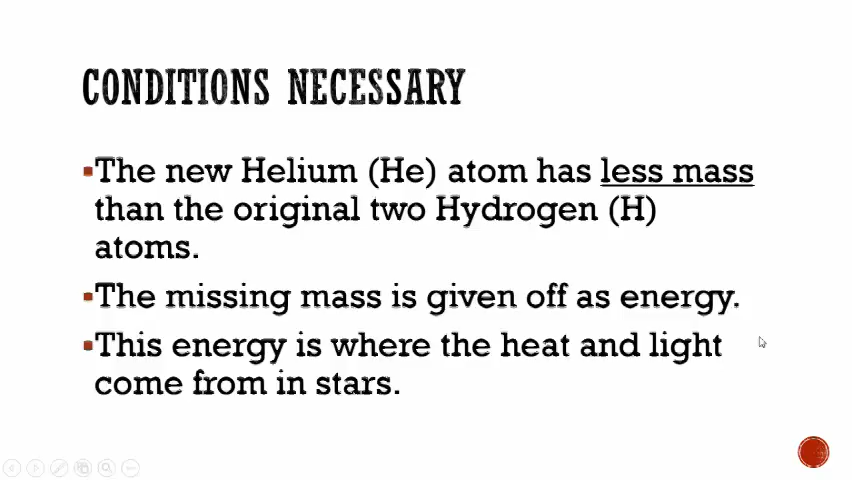 CONDITIONS NECESSARY
▪The new Helium (He) atom has less mass
than the original two Hydrogen (H)
atoms.
▪The missing mass is given off as energy.
▪This energy is where the heat and light
come from in stars.